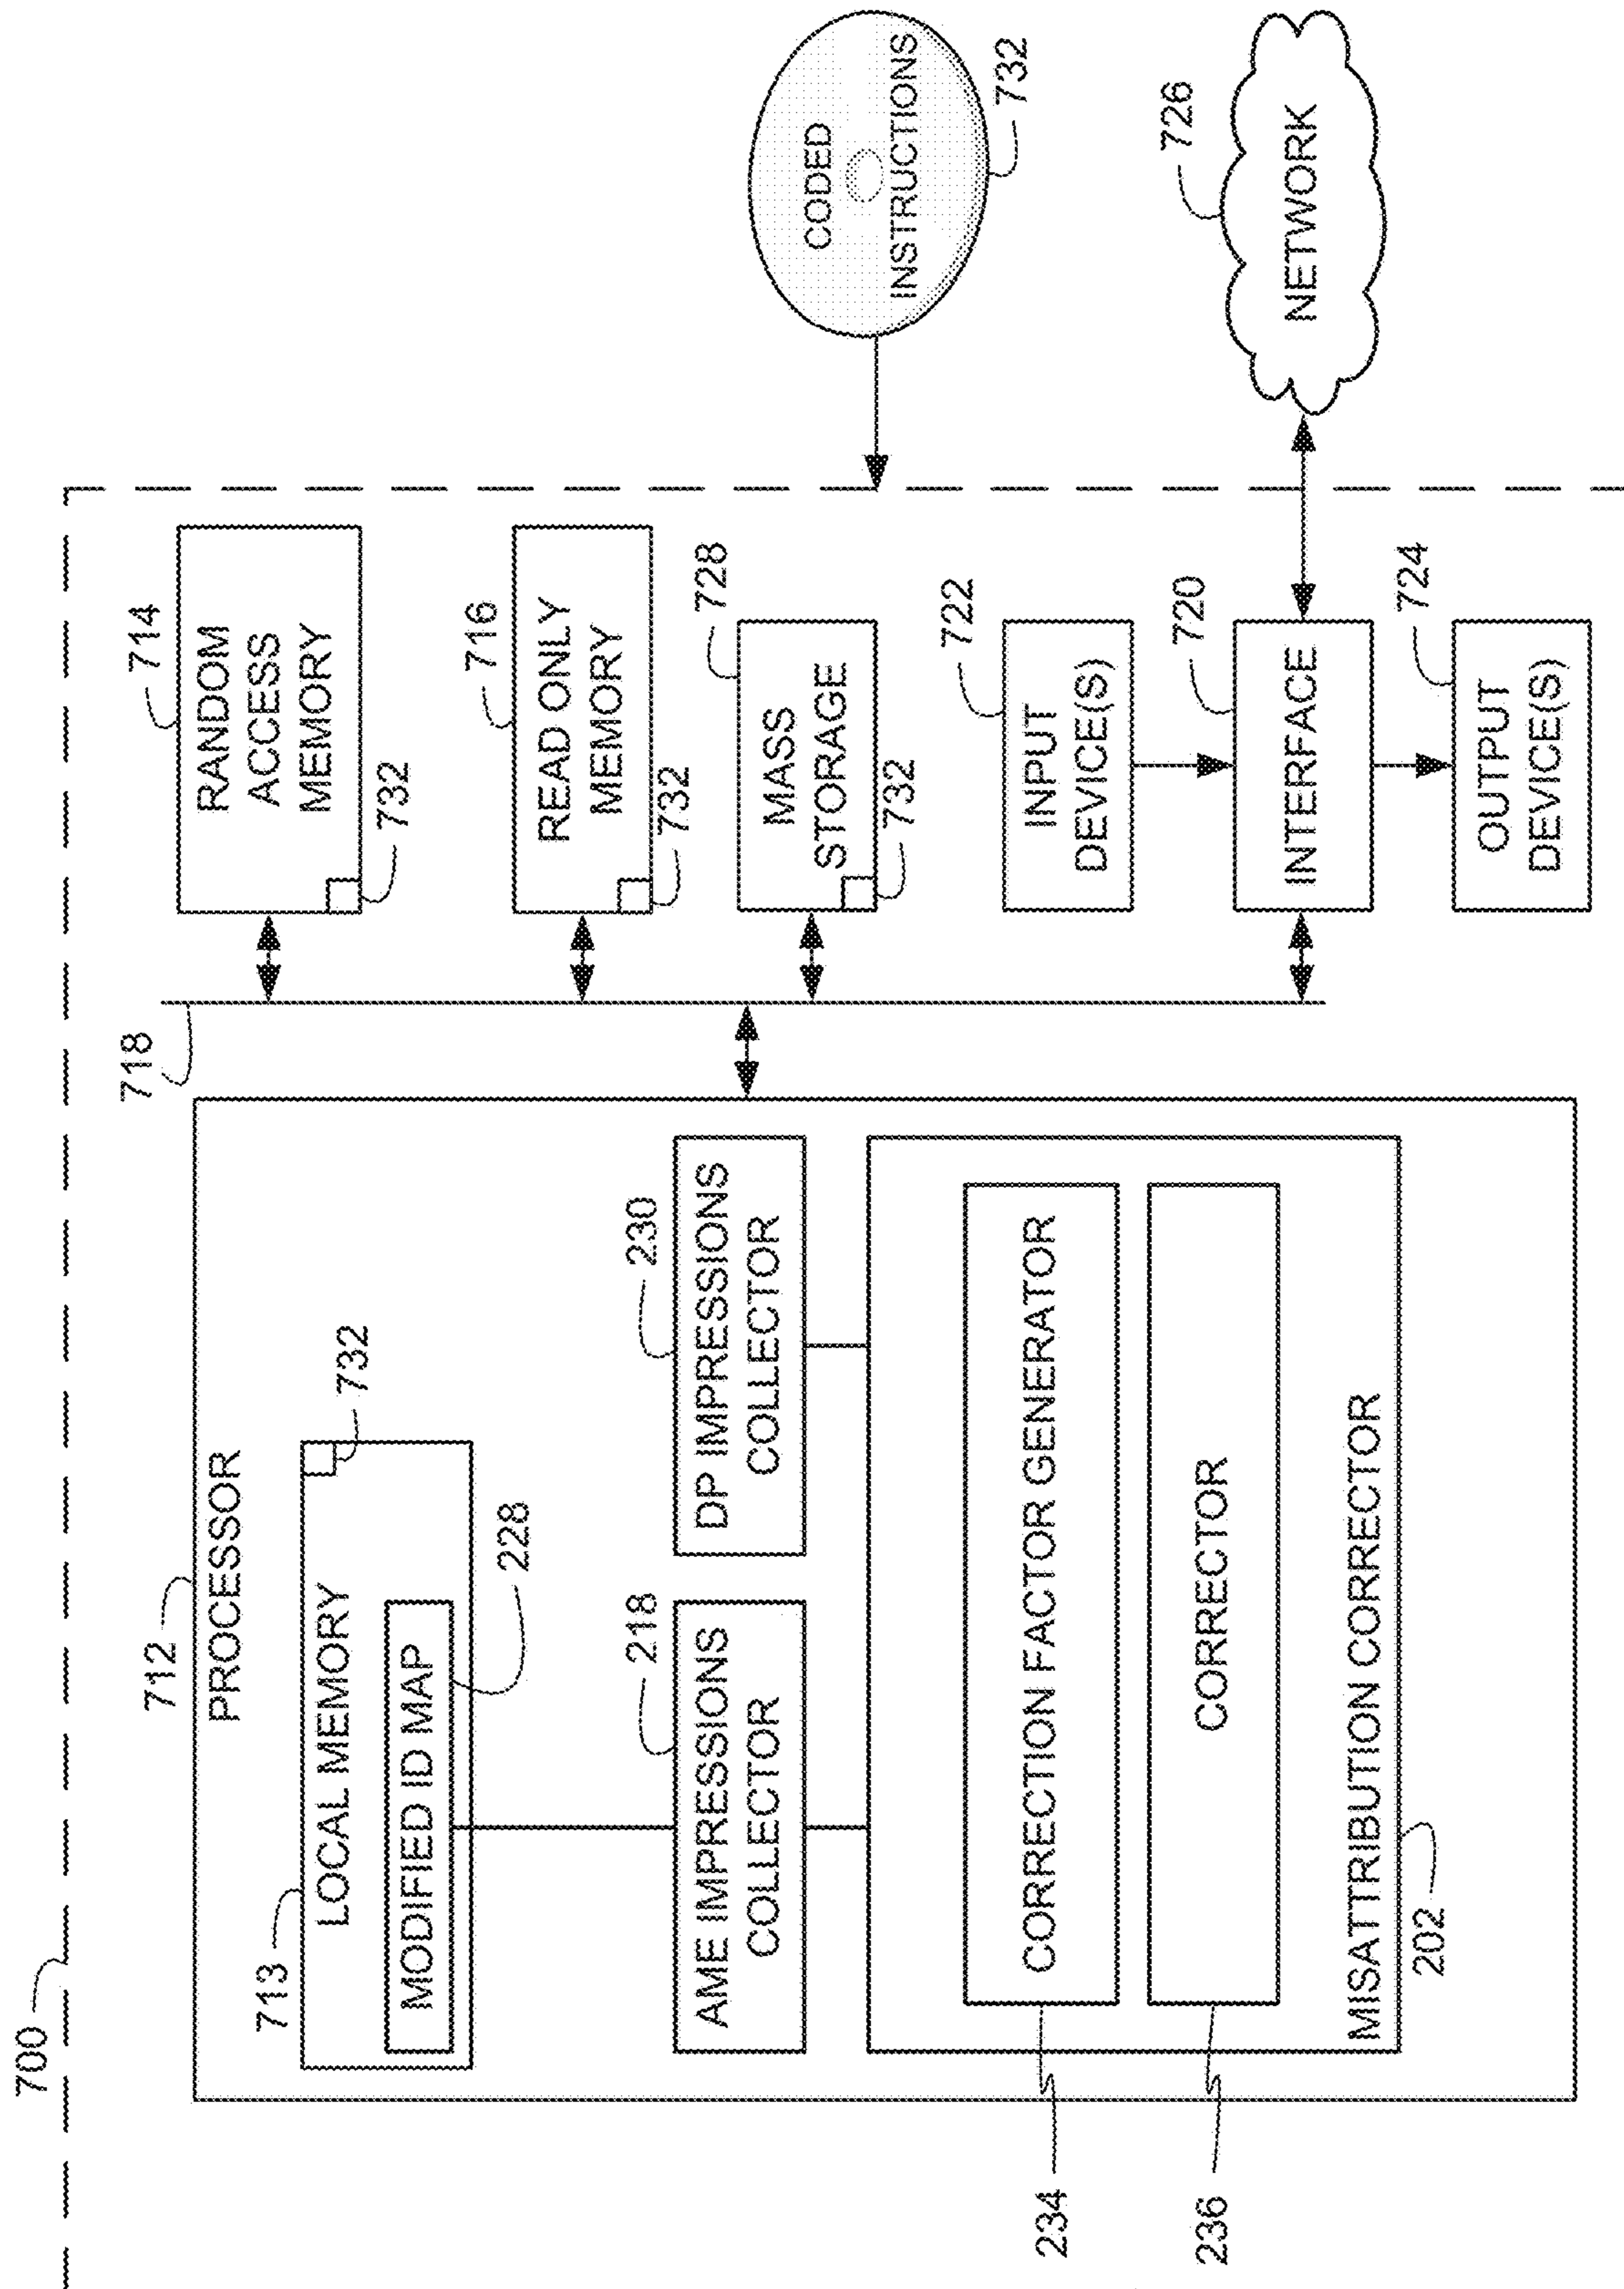 700
712
PROCESSOR
713
LOCAL MEMORY
732
MODIFIED ID MAP
228
218
AME IMPRESSIONS
COLLECTOR
230
DP IMPRESSIONS
COLLECTOR
CORRECTION FACTOR GENERATOR
234
CORRECTOR
236
MISATTRIBUTION CORRECTOR
202
718
714
RANDOM
ACCESS
MEMORY
732
716
READ ONLY
MEMORY
732
728
MASS
STORAGE
732
722
INPUT
DEVICE(S)
720
INTERFACE
724
OUTPUT
DEVICE(S)
CODED
INSTRUCTIONS
732
726
NETWORK